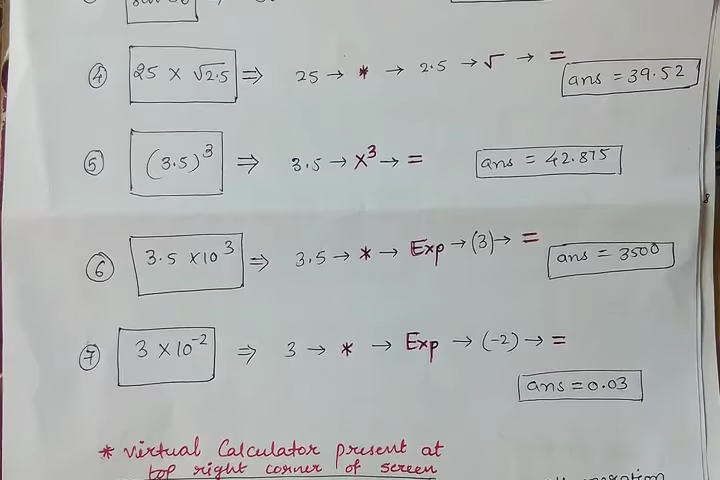 ④ 25 × √2.5 ⇒ 25 → * → 2.5 → √ → = ans = 39.52
⑤ (3.5)³ ⇒ 3.5 → X³ → = ans = 42.875
⑥ 3.5 ×10³ ⇒ 3.5 → * → Exp → (3) → = ans = 3500
⑦ 3 ×10⁻² ⇒ 3 → * → Exp → (-2) → = ans = 0.03
* virtual Calculator present at
top right corner of screen